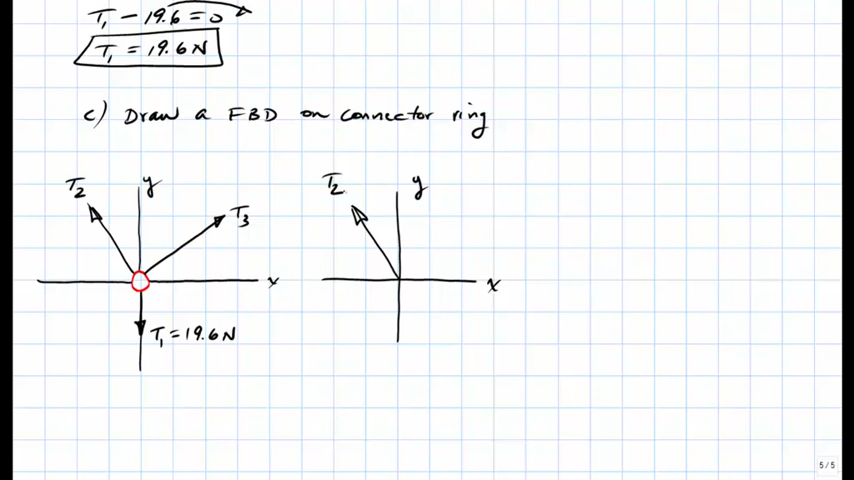 T₁ − 19.6 = 0
T₁ = 19.6 N
c) Draw a FBD on connector ring
T₂ y T₂ y
T₃
x x
T₁ = 19.6 N
5/5